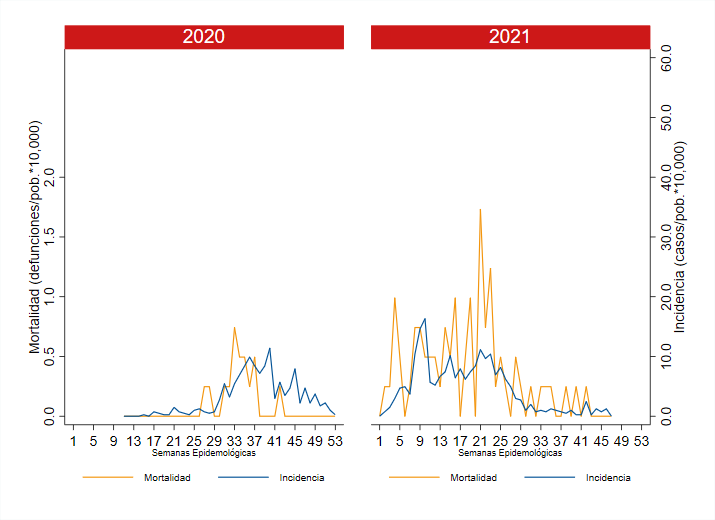 2020
2021
Mortalidad (defunciones/pob.*10,000)
0.0 0.5 1.0 1.5 2.0
0.0 10.0 20.0 30.0 40.0 50.0 60.0
Incidencia (casos/pob.*10,000)
1 5 9 13 17 21 25 29 33 37 41 45 49 53
1 5 9 13 17 21 25 29 33 37 41 45 49 53
Semanas Epidemológicas
Semanas Epidemológicas
Mortalidad Incidencia
Mortalidad Incidencia